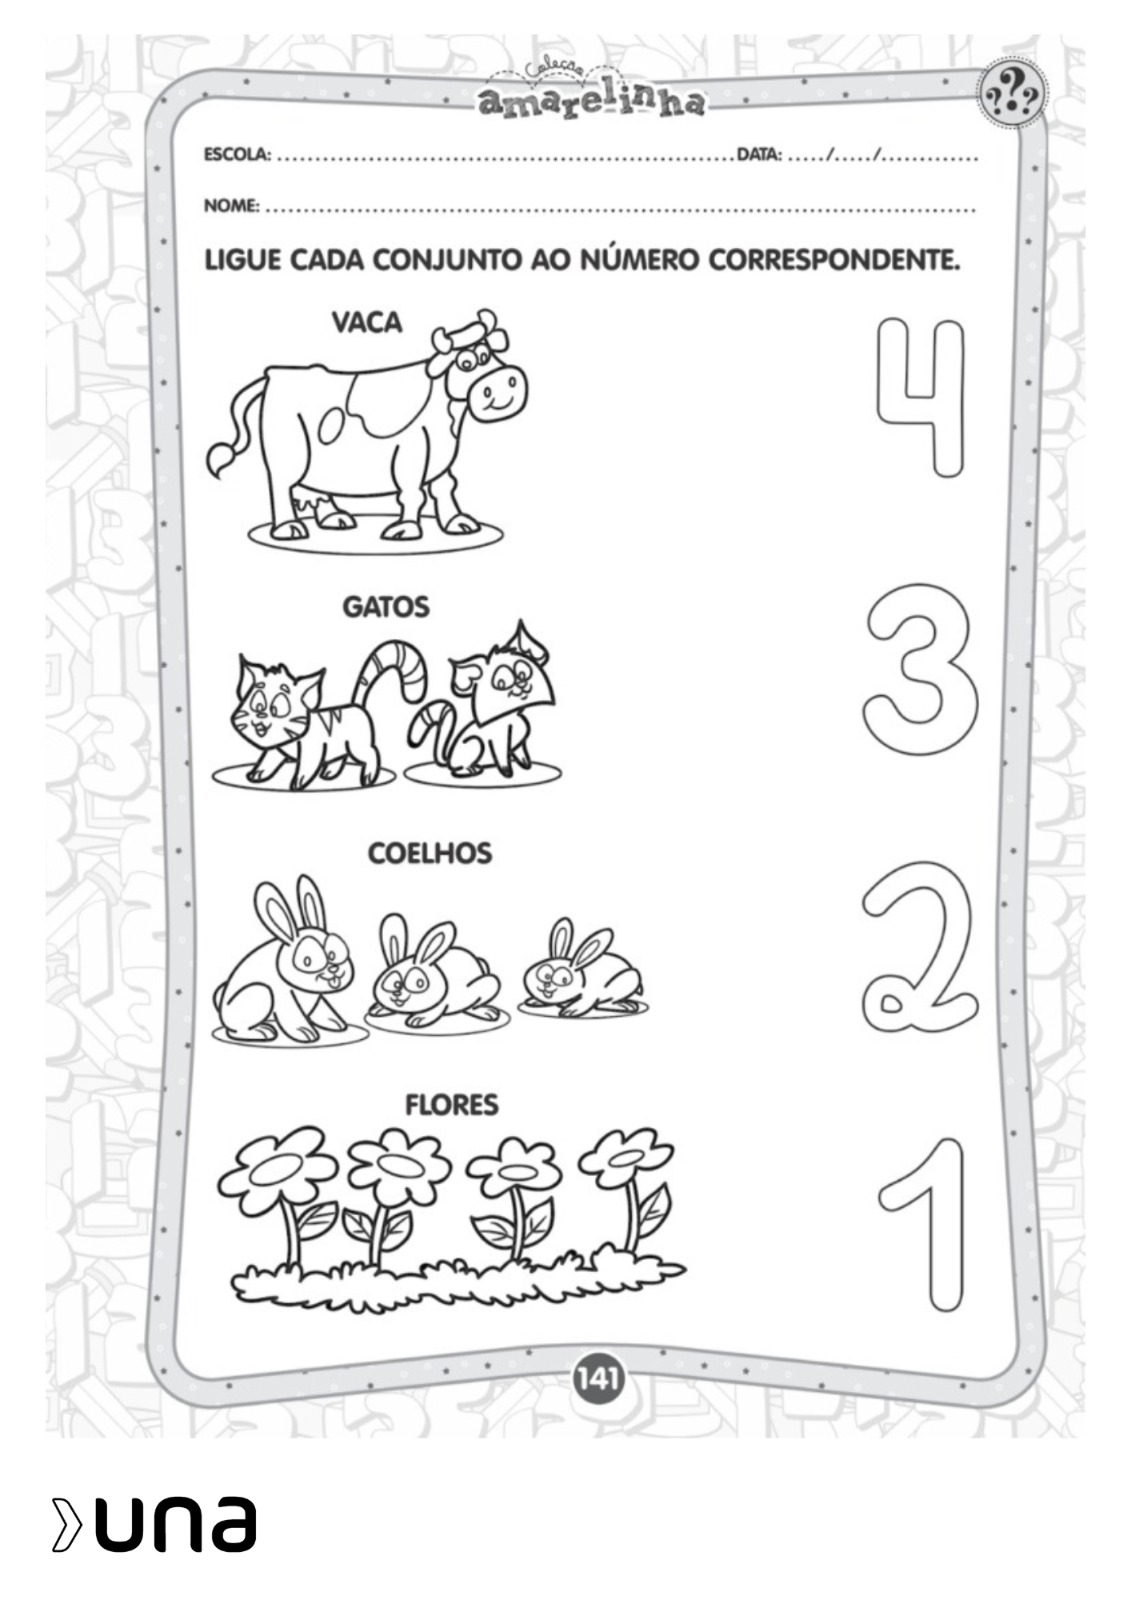 Coleção
amarelinha
???
ESCOLA: ............................................................. DATA: ...../...../.............
NOME: ...............................................................................................
LIGUE CADA CONJUNTO AO NÚMERO CORRESPONDENTE.
VACA
4
GATOS
3
COELHOS
2
FLORES
1
141
una